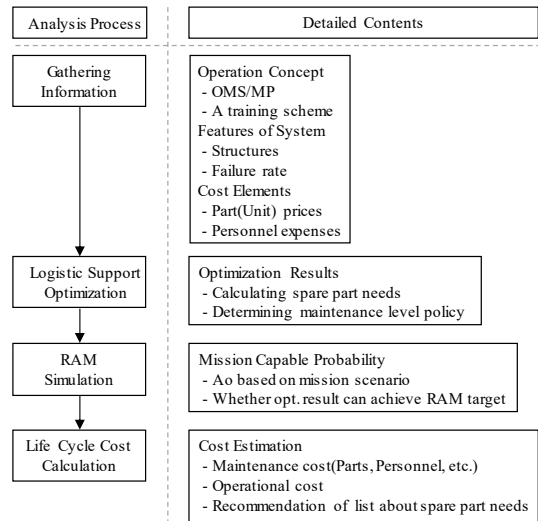 Analysis Process
Detailed Contents
Gathering
Information
Operation Concept
- OMS/MP
- A training scheme
Features of System
- Structures
- Failure rate
Cost Elements
- Part(Unit) prices
- Personnel expenses
Logistic Support
Optimization
Optimization Results
- Calculating spare part needs
- Determining maintenance level policy
RAM
Simulation
Mission Capable Probability
- Ao based on mission scenario
- Whether opt. result can achieve RAM target
Life Cycle Cost
Calculation
Cost Estimation
- Maintenance cost(Parts, Personnel, etc.)
- Operational cost
- Recommendation of list about spare part needs